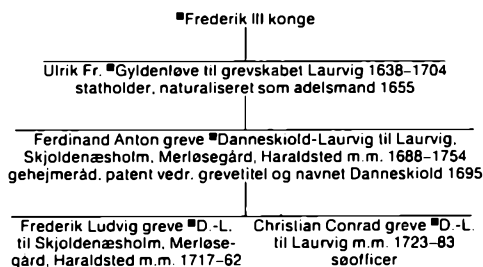 ■Frederik III konge
Ulrik Fr. ■Gyldenløve til grevskabet Laurvig 1638–1704
statholder, naturaliseret som adelsmand 1655
Ferdinand Anton greve ■Danneskiold-Laurvig til Laurvig,
Skjoldenæsholm, Merløsegård, Haraldsted m.m. 1688–1754
gehejmeråd, patent vedr. grevetitel og navnet Danneskiold 1695
Frederik Ludvig greve ■D.-L.
til Skjoldenæsholm, Merløse-
gård, Haraldsted m.m. 1717–62
Christian Conrad greve ■D.-L.
til Laurvig m.m. 1723–83
søofficer